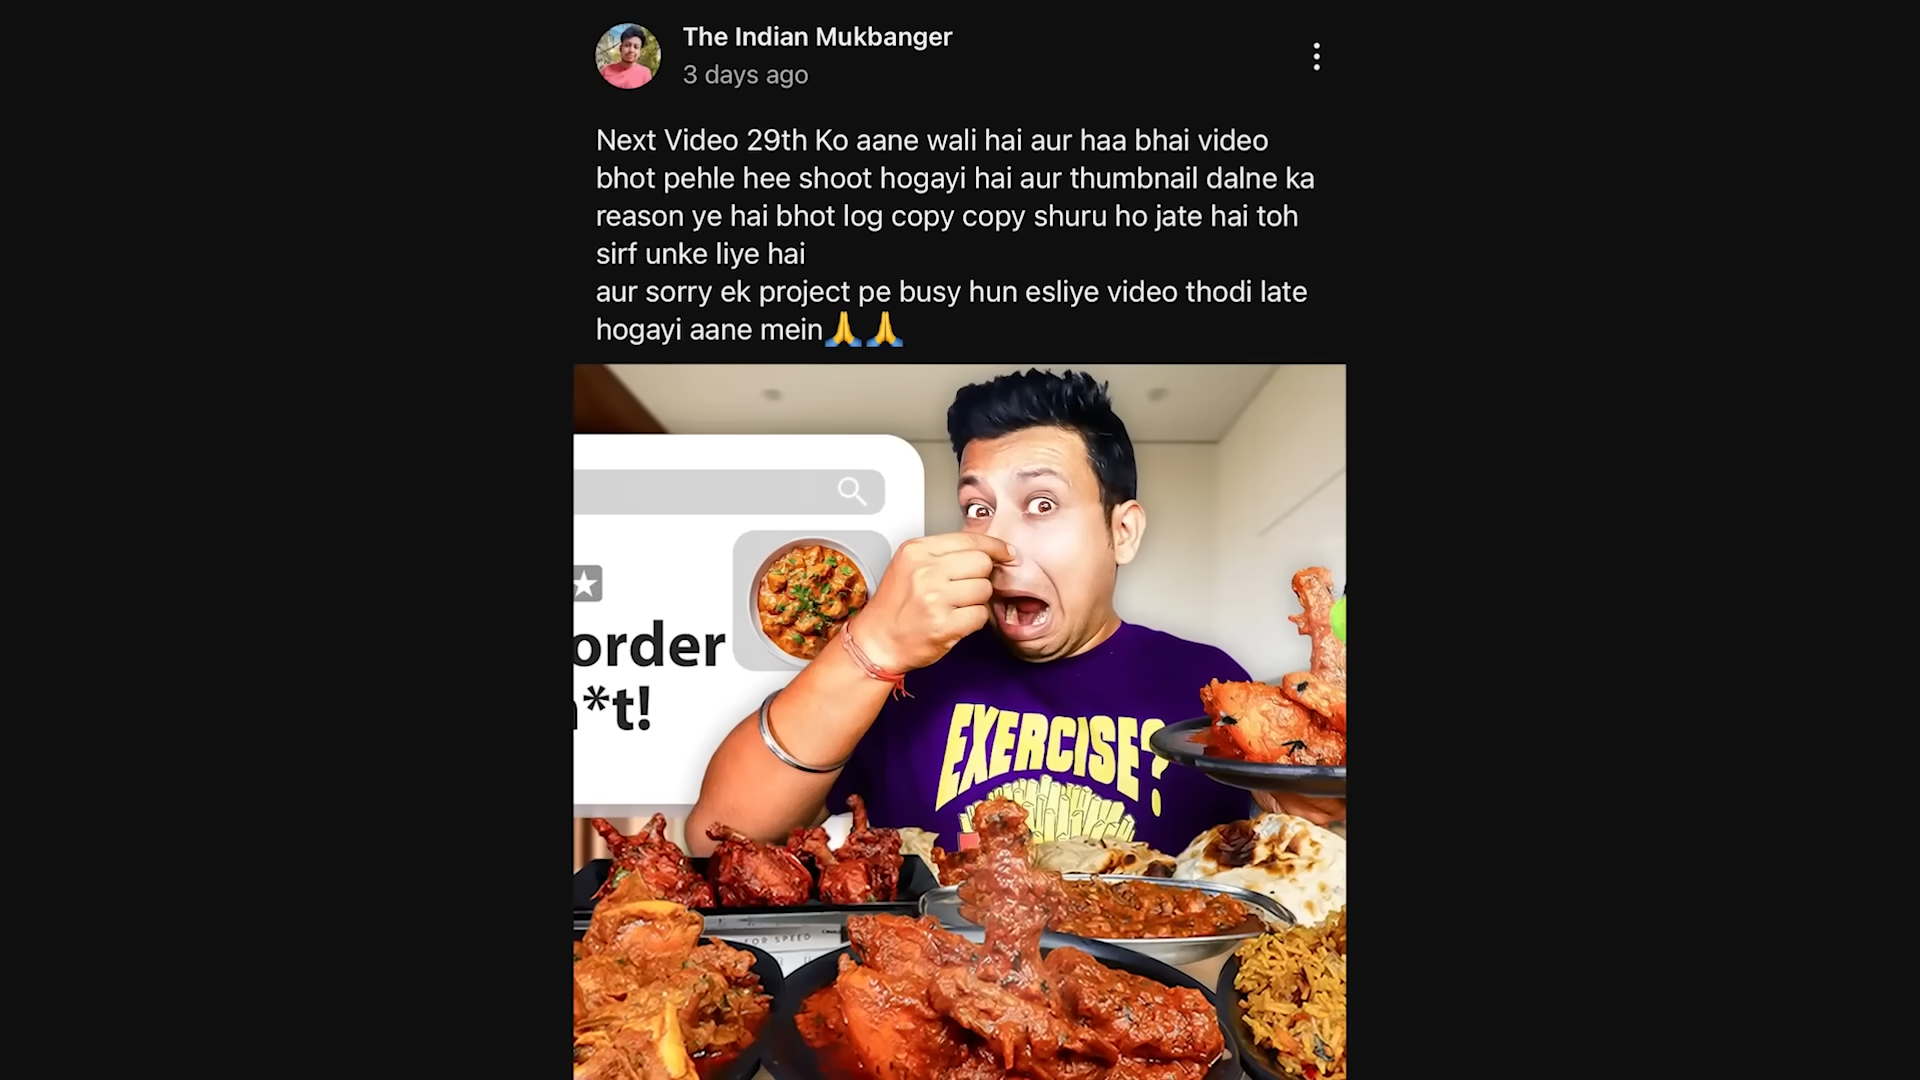 The Indian Mukbanger
3 days ago
Next Video 29th Ko aane wali hai aur haa bhai video
bhot pehle hee shoot hogayi hai aur thumbnail dalne ka
reason ye hai bhot log copy copy shuru ho jate hai toh
sirf unke liye hai
aur sorry ek project pe busy hun esliye video thodi late
hogayi aane mein🙏🙏
order
*t!
EXERCISE?
FOR SPEED